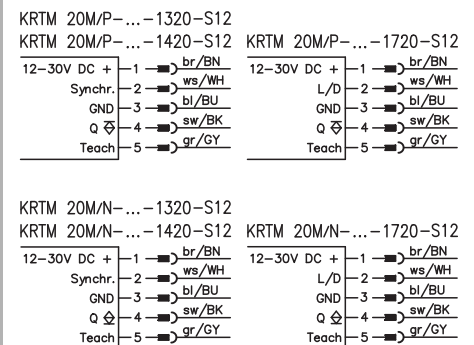 KRTM 20M/P-...-1320-S12
KRTM 20M/P-...-1420-S12
12-30V DC + 1 br/BN
Synchr. 2 ws/WH
GND 3 bl/BU
Q 4 sw/BK
Teach 5 gr/GY
KRTM 20M/P-...-1720-S12
12-30V DC + 1 br/BN
L/D 2 ws/WH
GND 3 bl/BU
Q 4 sw/BK
Teach 5 gr/GY
KRTM 20M/N-...-1320-S12
KRTM 20M/N-...-1420-S12
12-30V DC + 1 br/BN
Synchr. 2 ws/WH
GND 3 bl/BU
Q 4 sw/BK
Teach 5 gr/GY
KRTM 20M/N-...-1720-S12
12-30V DC + 1 br/BN
L/D 2 ws/WH
GND 3 bl/BU
Q 4 sw/BK
Teach 5 gr/GY